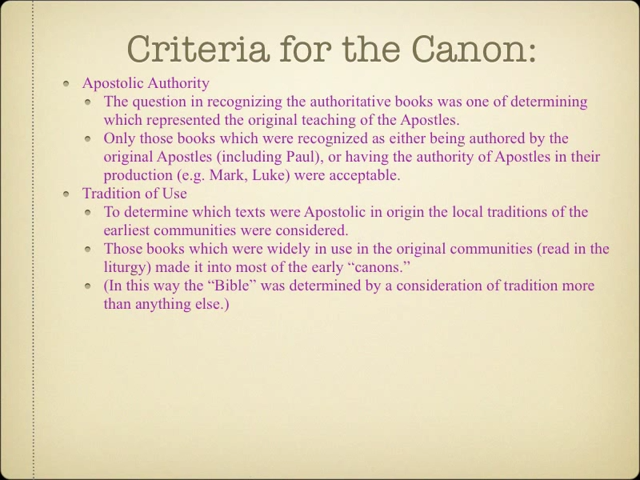 Criteria for the Canon:
Apostolic Authority
The question in recognizing the authoritative books was one of determining
which represented the original teaching of the Apostles.
Only those books which were recognized as either being authored by the
original Apostles (including Paul), or having the authority of Apostles in their
production (e.g. Mark, Luke) were acceptable.
Tradition of Use
To determine which texts were Apostolic in origin the local traditions of the
earliest communities were considered.
Those books which were widely in use in the original communities (read in the
liturgy) made it into most of the early “canons.”
(In this way the “Bible” was determined by a consideration of tradition more
than anything else.)